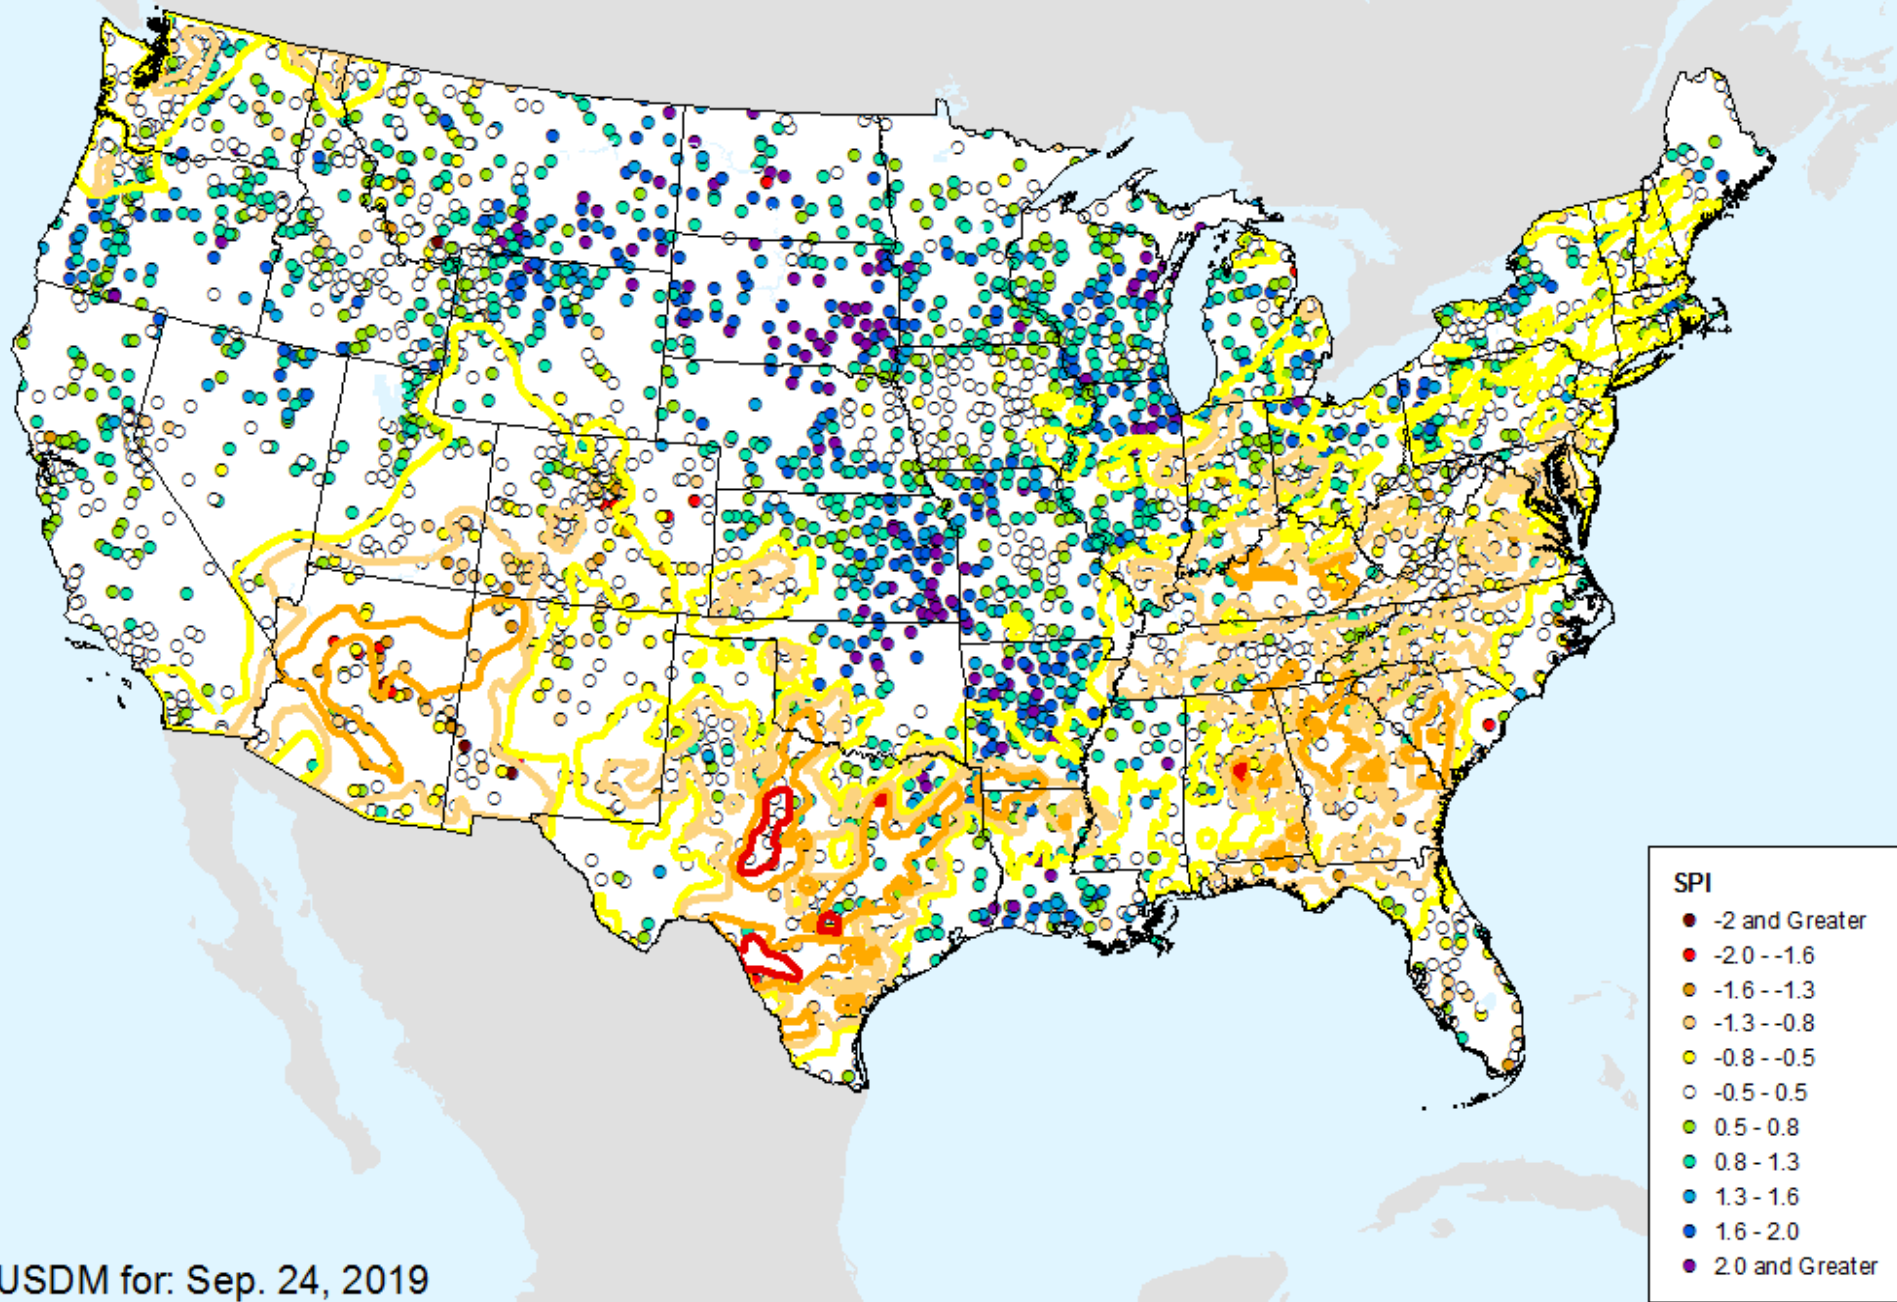 SPI
-2 and Greater
-2.0 - -1.6
-1.6 - -1.3
-1.3 - -0.8
-0.8 - -0.5
-0.5 - 0.5
0.5 - 0.8
0.8 - 1.3
1.3 - 1.6
1.6 - 2.0
2.0 and Greater
USDM for: Sep. 24, 2019